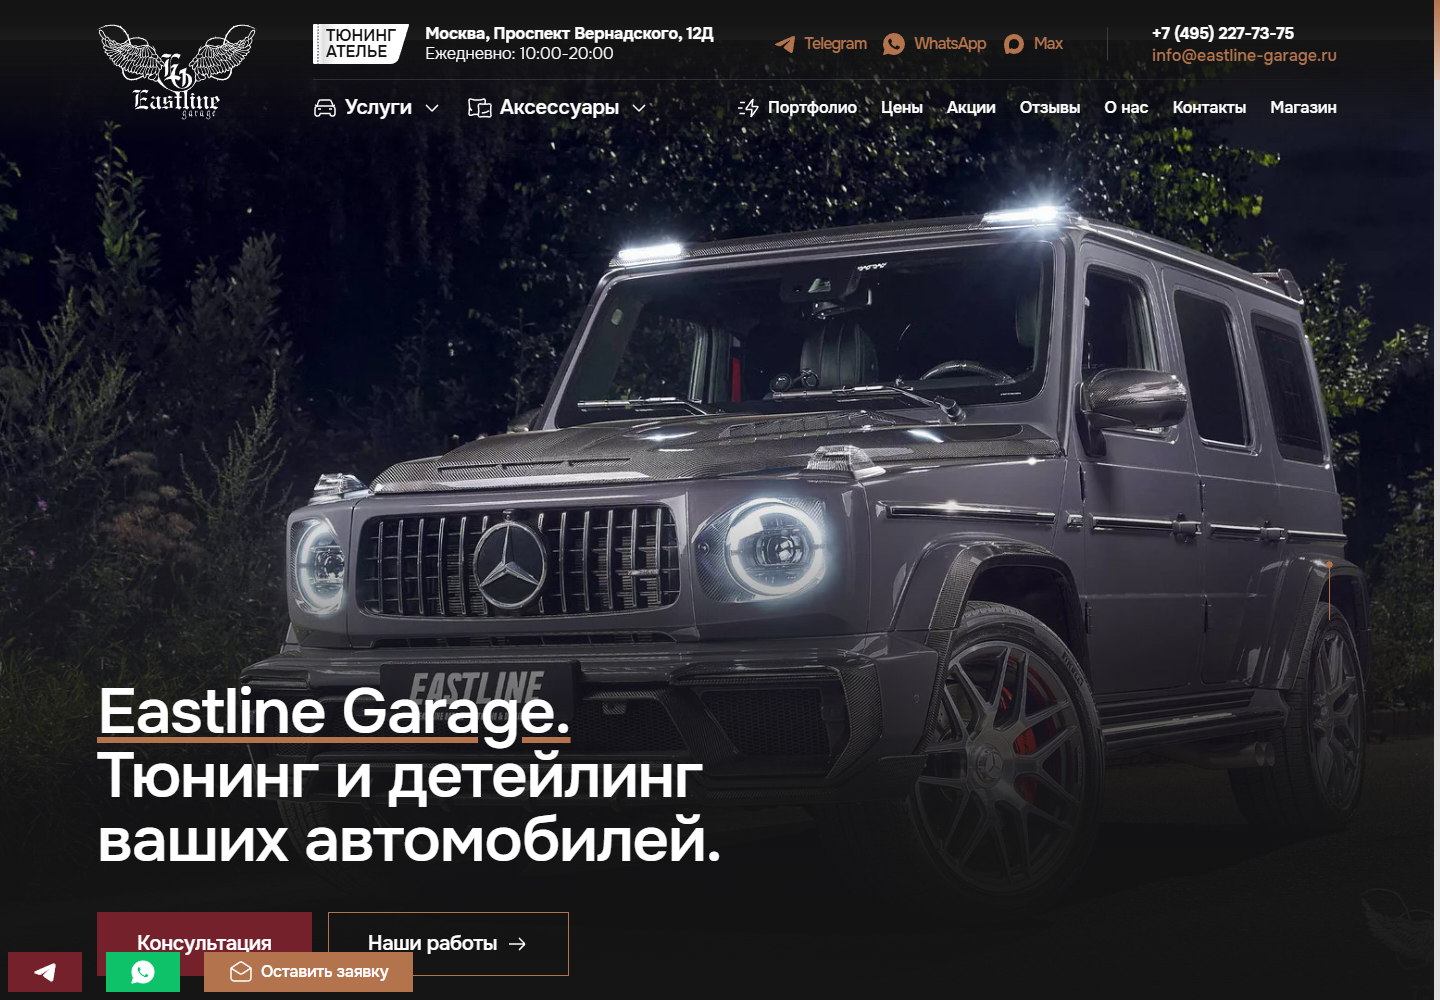 Eastline
garage
ТЮНИНГ
АТЕЛЬЕ
Москва, Проспект Вернадского, 12Д
Ежедневно: 10:00-20:00
Telegram
WhatsApp
Max
+7 (495) 227-73-75
info@eastline-garage.ru
Услуги
Аксессуары
Портфолио
Цены
Акции
Отзывы
О нас
Контакты
Магазин
EASTLINE
Eastline Garage.
Тюнинг и детейлинг
ваших автомобилей.
Консультация
Наши работы
Оставить заявку